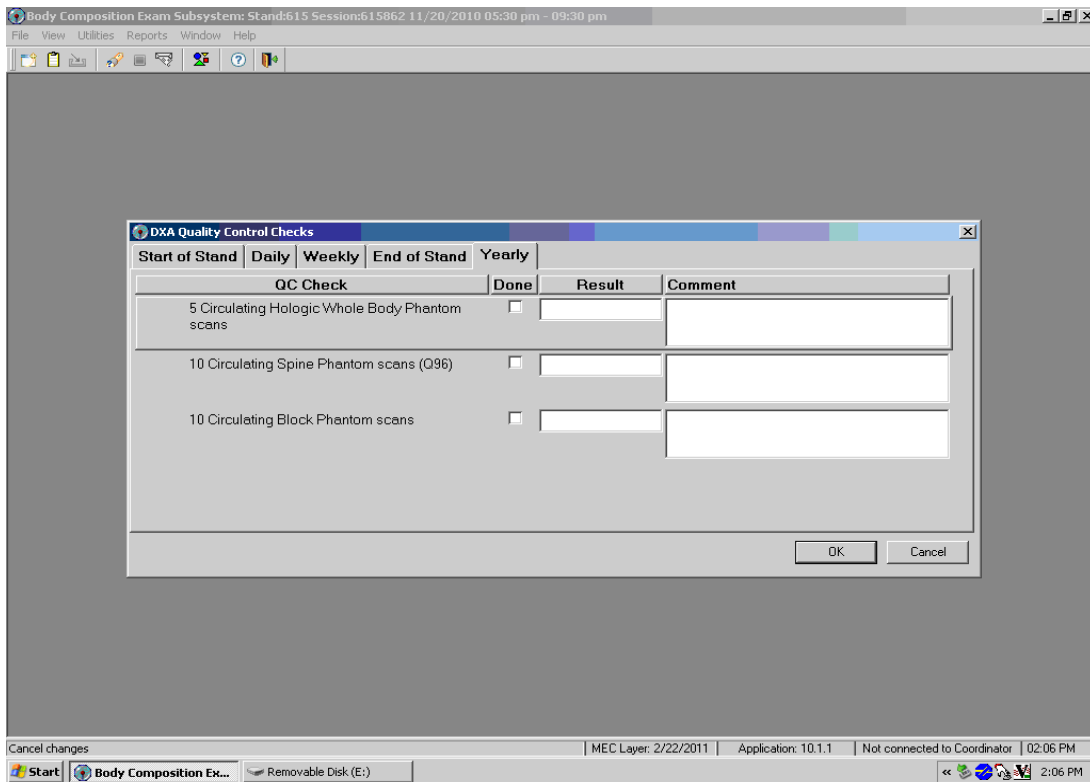 Body Composition Exam Subsystem: Stand:615 Session:615862 11/20/2010 05:30 pm - 09:30 pm
File View Utilities Reports Window Help
DXA Quality Control Checks
Start of Stand Daily Weekly End of Stand Yearly
QC Check Done Result Comment
5 Circulating Hologic Whole Body Phantom
scans
10 Circulating Spine Phantom scans (Q96)
10 Circulating Block Phantom scans
OK Cancel
Cancel changes MEC Layer: 2/22/2011 Application: 10.1.1 Not connected to Coordinator 02:06 PM
Start Body Composition Ex... Removable Disk (E:) « 2:06 PM